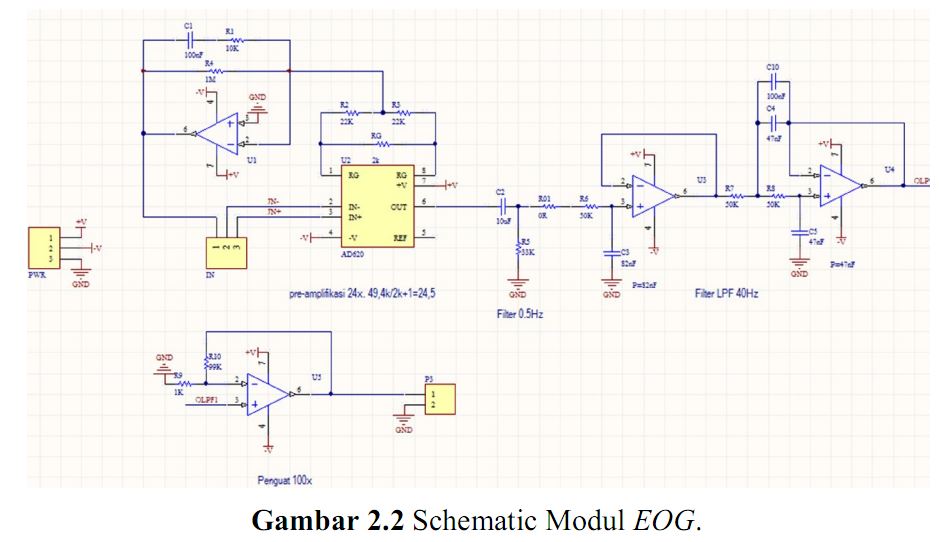 C1
100nF
R1
10K
R4
1M
-V
4
GND
+
3
6
-
2
7
+V
U1
R2
22K
R3
22K
RG
2k
U2
1
RG
RG
8
+V
7
+V
JN-
2
IN-
OUT
6
JN+
3
IN+
-V
4
-V
REF
5
AD620
1
2
3
IN
+V
1
2
-V
3
PWR
GND
pre-amplifikasi 24x. 49,4k/2k+1=24,5
C2
10uF
R5
33K
GND
Filter 0.5Hz
R01
0R
R6
50K
C3
82nF
GND
P=82nF
+V
7
2
-
3
+
6
U3
4
-V
R7
50K
R8
50K
C10
100nF
C4
47nF
C5
47nF
GND
P=47nF
+V
7
2
-
3
+
6
U4
4
-V
Filter LPF 40Hz
GND
R9
1K
R10
99K
OLPF1
+V
7
2
-
3
+
6
U5
4
-V
P3
1
2
GND
Penguat 100x
Gambar 2.2 Schematic Modul EOG.